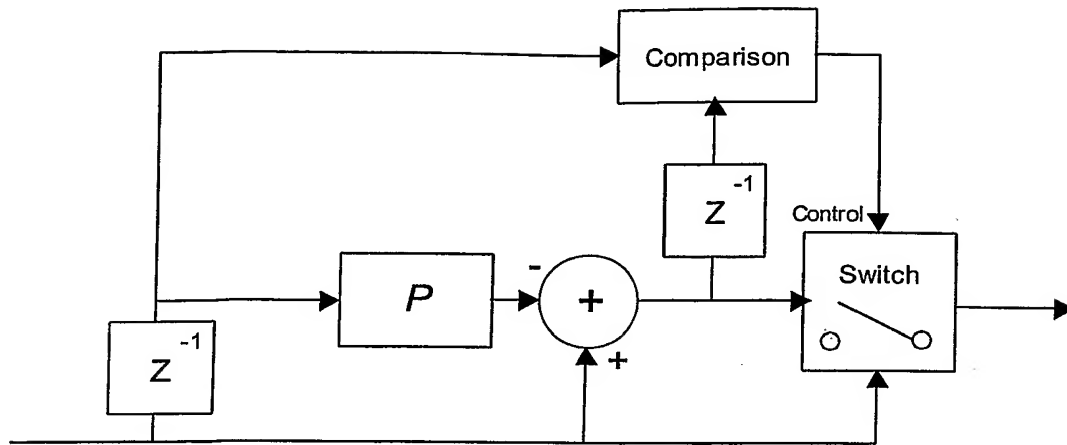 Comparison
Z -1
Control
Switch
P
-
+
+
Z -1